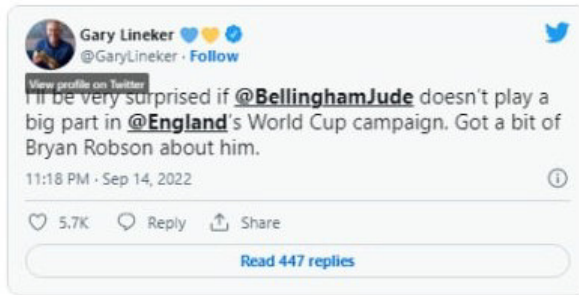 Gary Lineker 💙💛
@GaryLineker · Follow
View profile on Twitter
I'll be very surprised if @BellinghamJude doesn't play a
big part in @England's World Cup campaign. Got a bit of
Bryan Robson about him.
11:18 PM · Sep 14, 2022
5.7K Reply Share
Read 447 replies